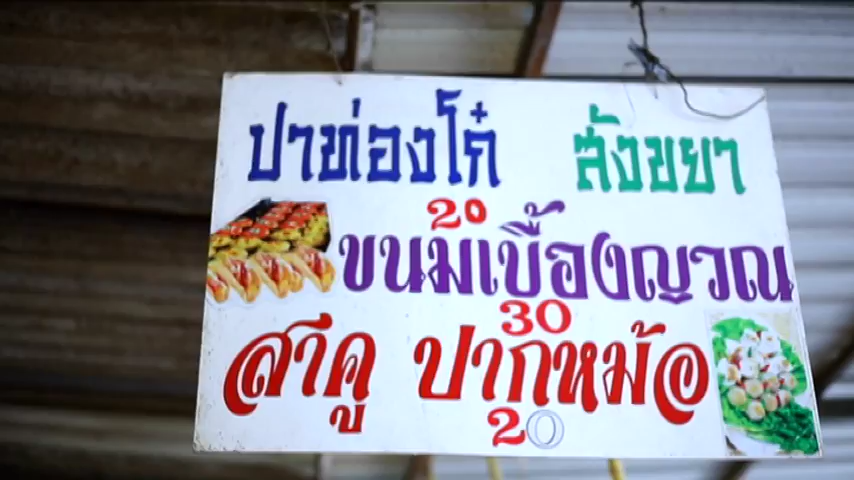 ปาท่องโก๋ สังขยา
20
ขนมเบื้องญวณ
30
สาคู ปากหม้อ
20